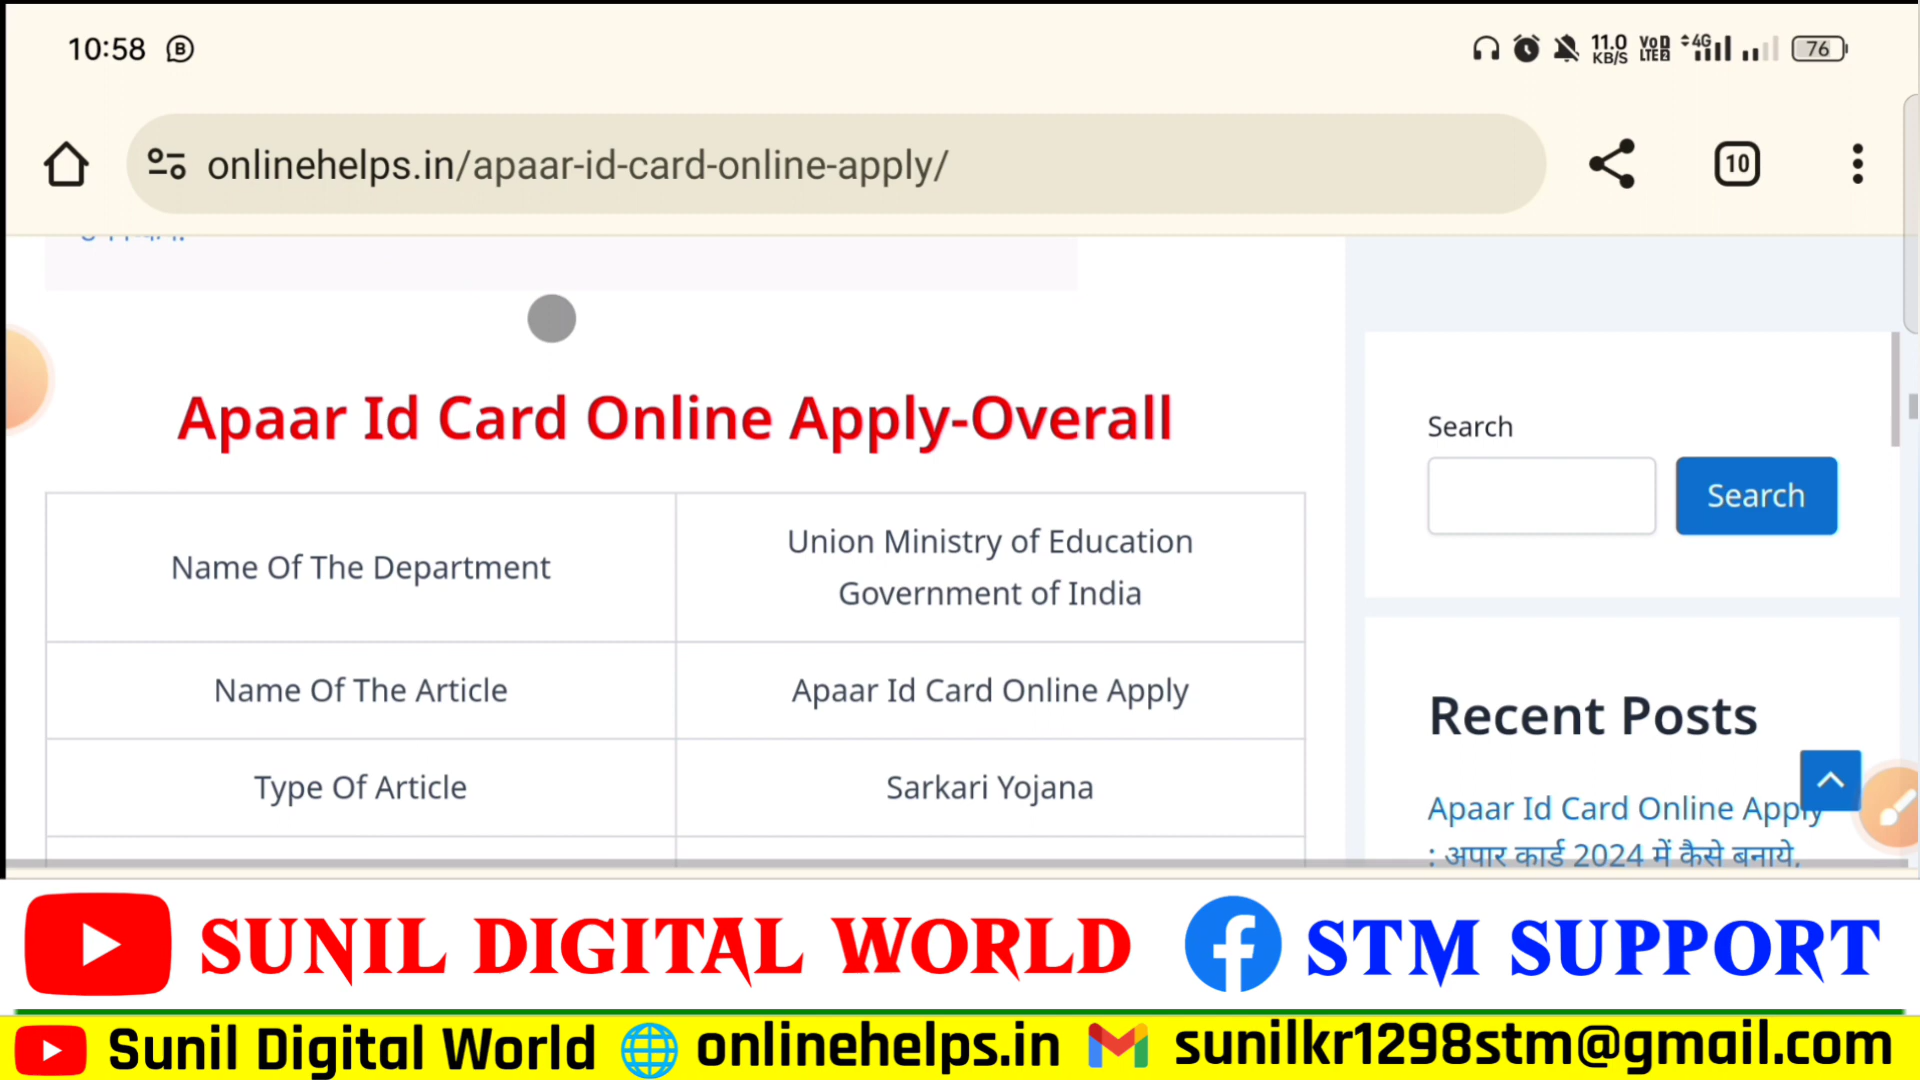 10:58
11.0 KB/S
VoD LTE2
4G
76
onlinehelps.in/apaar-id-card-online-apply/
10
Apaar Id Card Online Apply-Overall
Name Of The Department
Union Ministry of Education
Government of India
Name Of The Article
Apaar Id Card Online Apply
Type Of Article
Sarkari Yojana
Search
Search
Recent Posts
Apaar Id Card Online Apply
: अपार कार्ड 2024 में कैसे बनाये,
SUNIL DIGITAL WORLD
STM SUPPORT
Sunil Digital World
onlinehelps.in
sunilkr1298stm@gmail.com